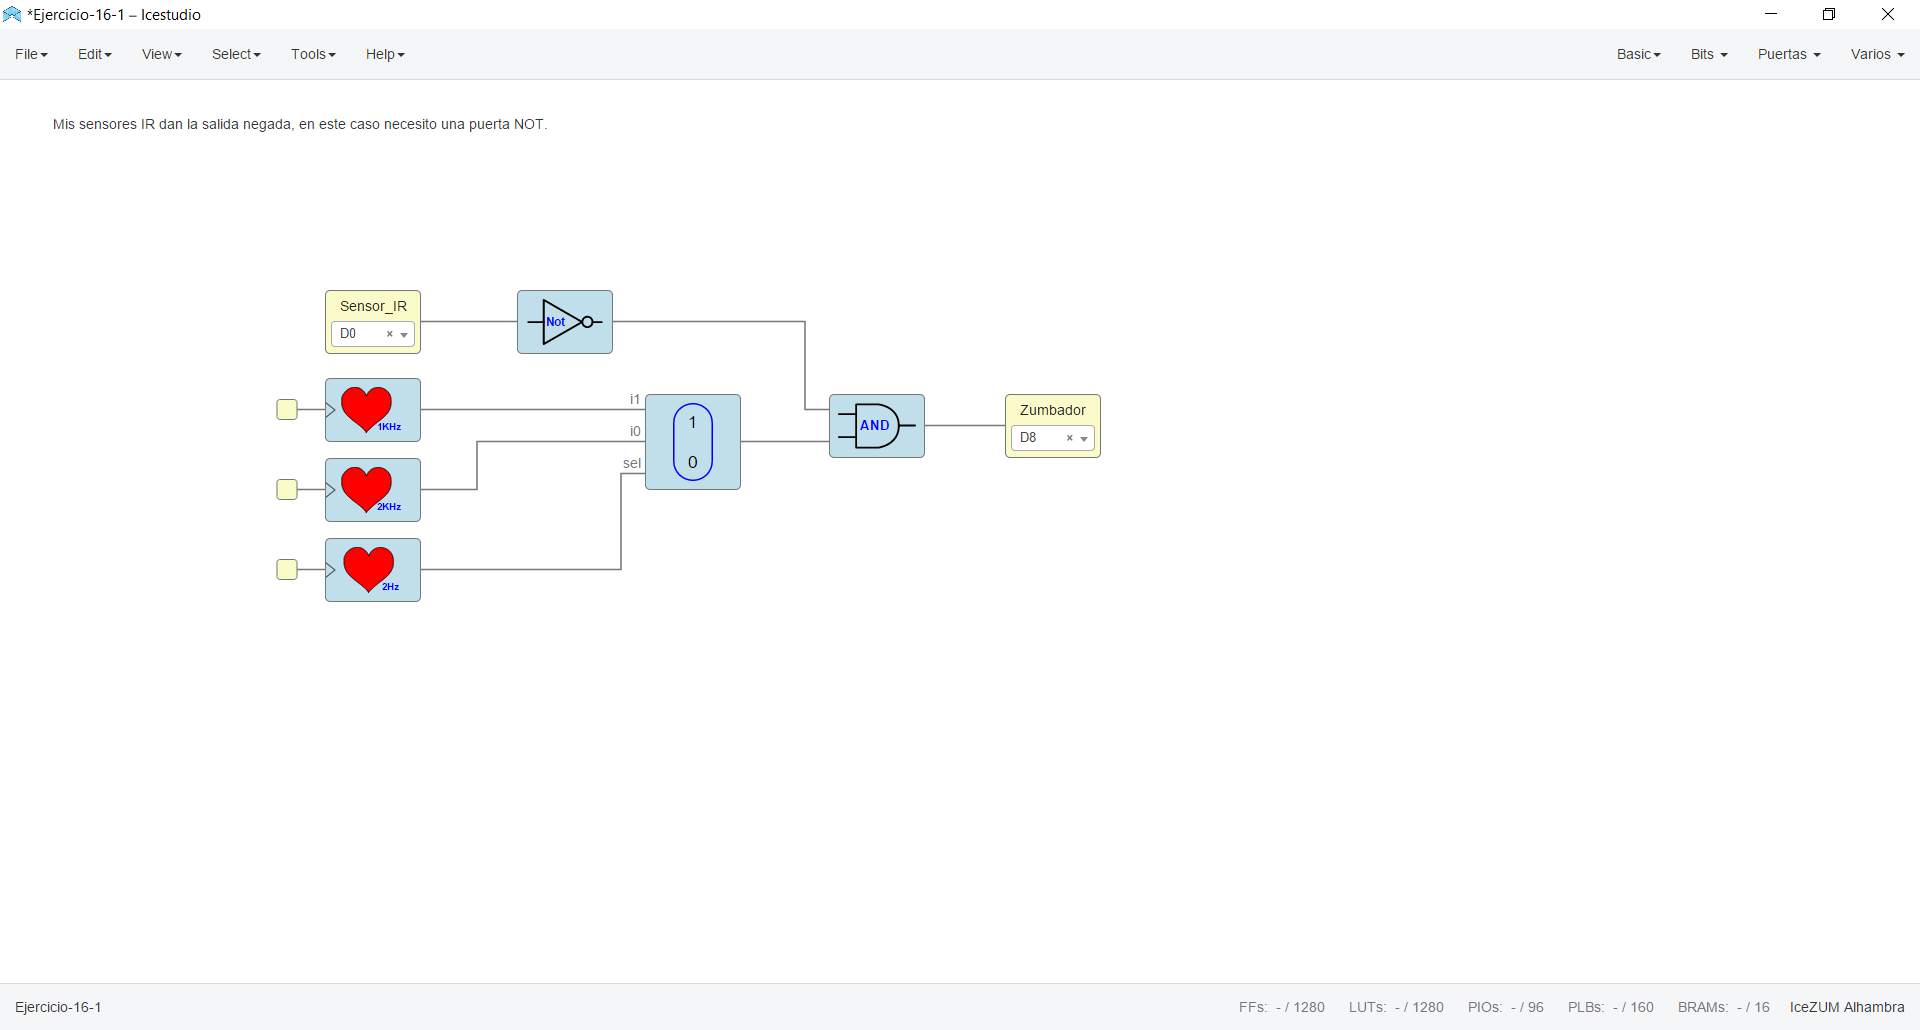 *Ejercicio-16-1 – Icestudio
File Edit View Select Tools Help Basic Bits Puertas Varios
Mis sensores IR dan la salida negada, en este caso necesito una puerta NOT.
Sensor_IR
D0 ×
Not
1KHz
i1
i0
sel
1
0
AND
Zumbador
D8 ×
2KHz
2Hz
Ejercicio-16-1 FFs: - / 1280 LUTs: - / 1280 PIOs: - / 96 PLBs: - / 160 BRAMs: - / 16 IceZUM Alhambra